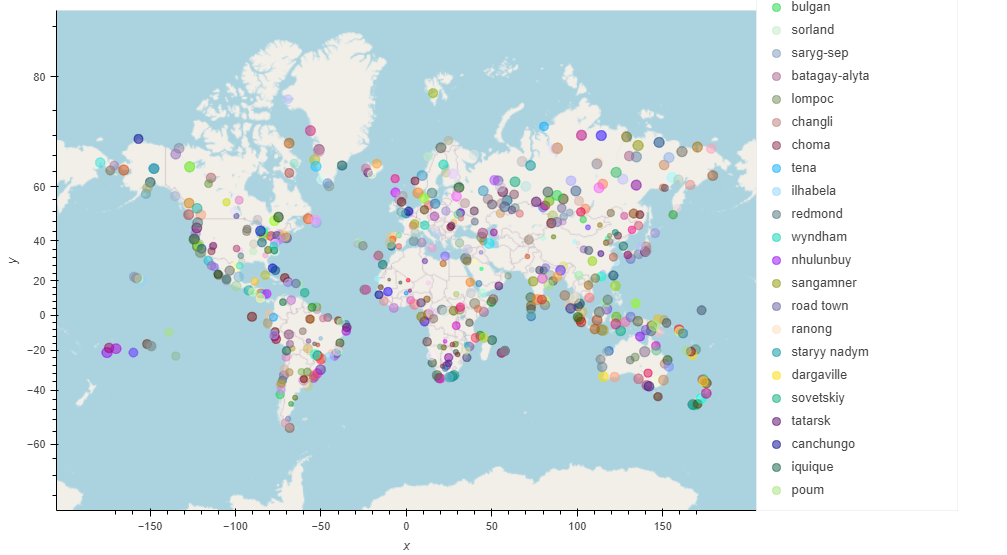 bulgan
sorland
saryg-sep
batagay-alyta
lompoc
changli
choma
tena
ilhabela
redmond
wyndham
nhulunbuy
sangamner
road town
ranong
staryy nadym
dargaville
sovetskiy
tatarsk
canchungo
iquique
poum
80
60
40
20
0
−20
−40
−60
y
−150 −100 −50 0 50 100 150
x